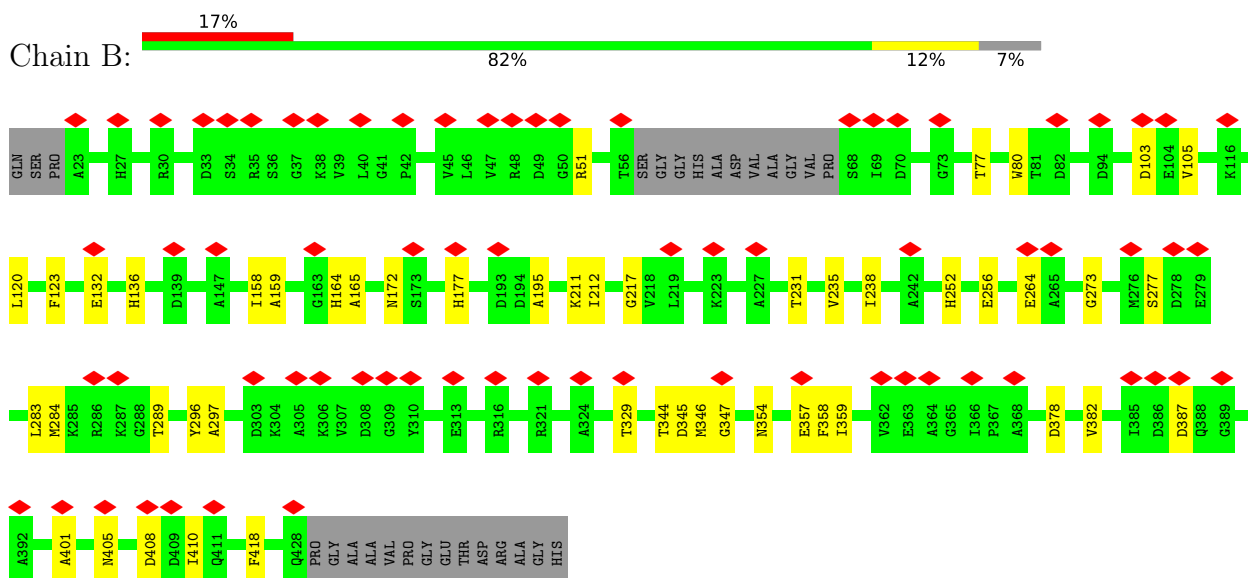 17%
Chain B:
82% 12% 7%
GLN SER PRO A23 H27 R30 D33 S34 R35 S36 G37 K38 V39 L40 G41 P42 V45 L46 V47 R48 D49 G50 R51 T56 SER GLY GLY HIS ALA ASP VAL ALA GLY VAL PRO S68 I69 D70 G73 T77 W80 T81 D82 D94 D103 E104 V105 K116
L120 F123 E132 H136 D139 A147 I158 A159 G163 H164 A165 N172 S173 H177 D193 D194 A195 K211 I212 G217 V218 L219 K223 A227 T231 V235 I238 A242 H252 E256 E264 A265 G273 M276 S277 D278 E279
L283 M284 K285 R286 K287 G288 T289 Y296 A297 D303 K304 A305 K306 V307 D308 G309 Y310 E313 R316 R321 A324 T329 T344 D345 M346 G347 N354 E357 F358 I359 V362 E363 A364 G365 I366 P367 A368 D378 V382 I385 D386 D387 Q388 G389
A392 A401 N405 D408 D409 I410 Q411 F418 Q428 PRO GLY ALA ALA VAL PRO GLY GLU THR ASP ARG ALA GLY HIS